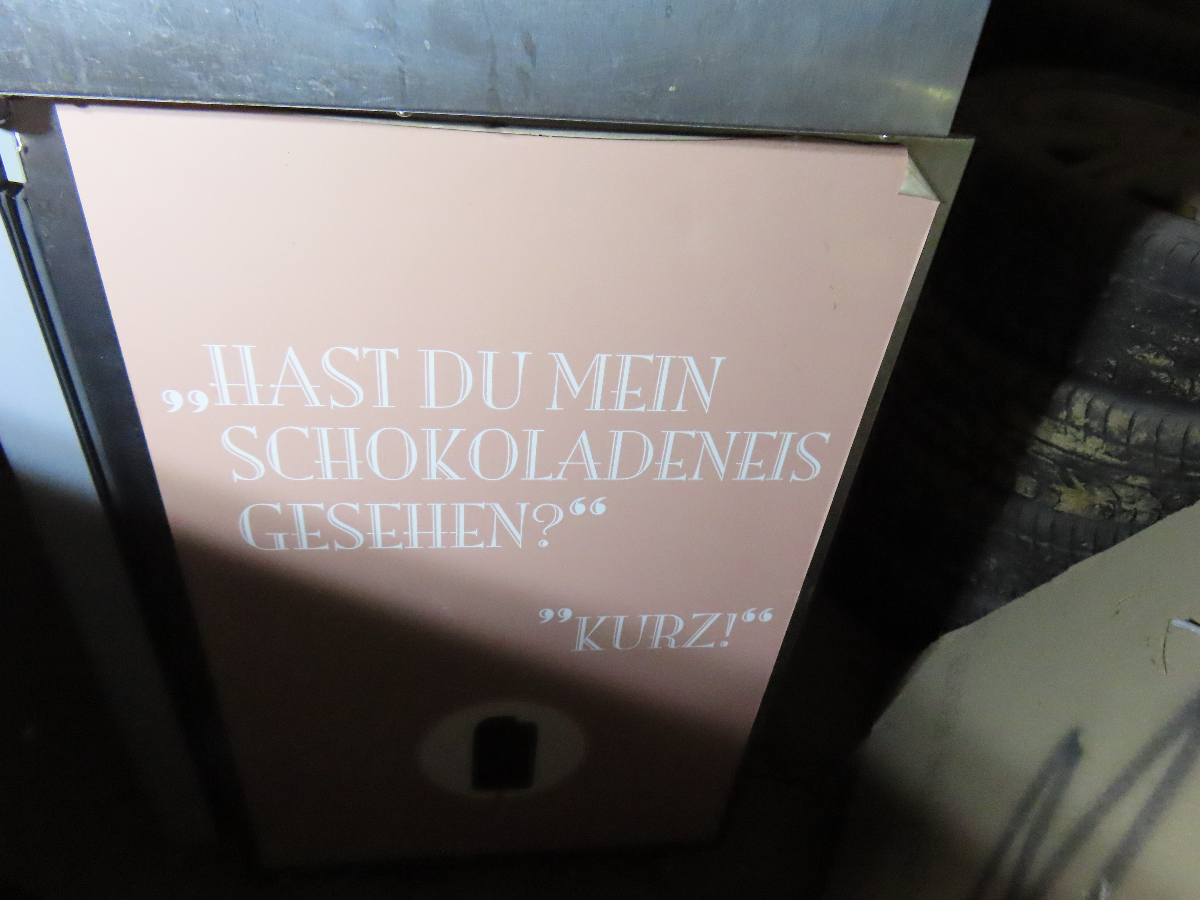 „HAST DU MEIN
SCHOKOLADENEIS
GESEHEN?“
”KURZ!“